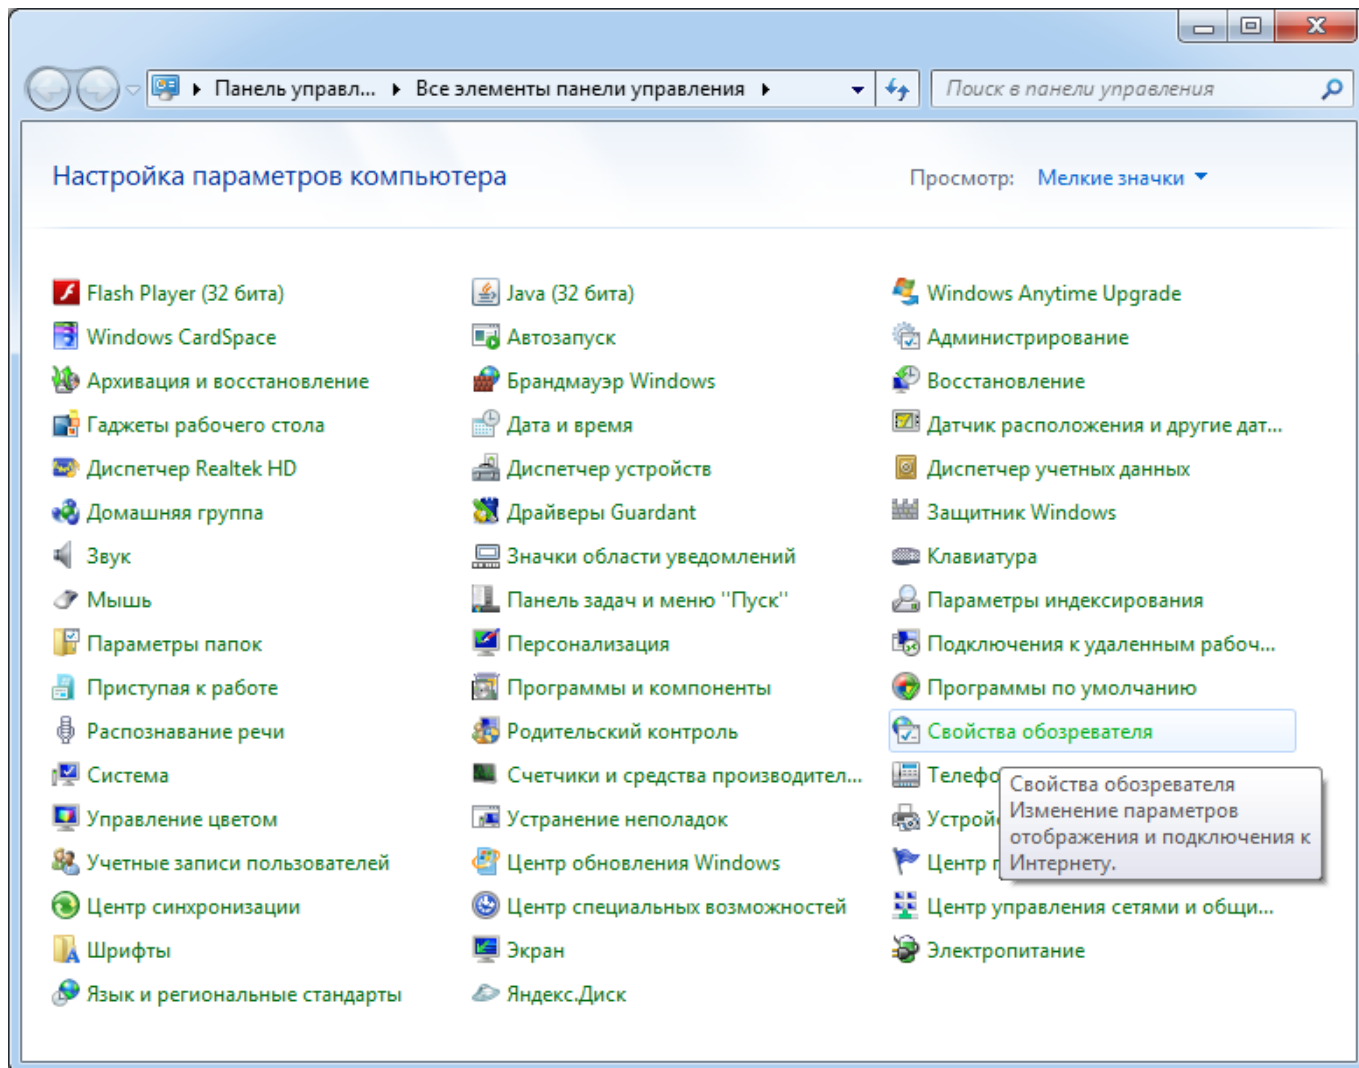 Панель управл... Все элементы панели управления Поиск в панели управления
Настройка параметров компьютера Просмотр: Мелкие значки
Flash Player (32 бита) Java (32 бита) Windows Anytime Upgrade
Windows CardSpace Автозапуск Администрирование
Архивация и восстановление Брандмауэр Windows Восстановление
Гаджеты рабочего стола Дата и время Датчик расположения и другие дат...
Диспетчер Realtek HD Диспетчер устройств Диспетчер учетных данных
Домашняя группа Драйверы Guardant Защитник Windows
Звук Значки области уведомлений Клавиатура
Мышь Панель задач и меню "Пуск" Параметры индексирования
Параметры папок Персонализация Подключения к удаленным рабоч...
Приступая к работе Программы и компоненты Программы по умолчанию
Распознавание речи Родительский контроль Свойства обозревателя
Система Счетчики и средства производител... Телефо
Свойства обозревателя
Изменение параметров
отображения и подключения к
Интернету.
Управление цветом Устранение неполадок Устрой
Учетные записи пользователей Центр обновления Windows Центр
Центр синхронизации Центр специальных возможностей Центр управления сетями и общи...
Шрифты Экран Электропитание
Язык и региональные стандарты Яндекс.Диск